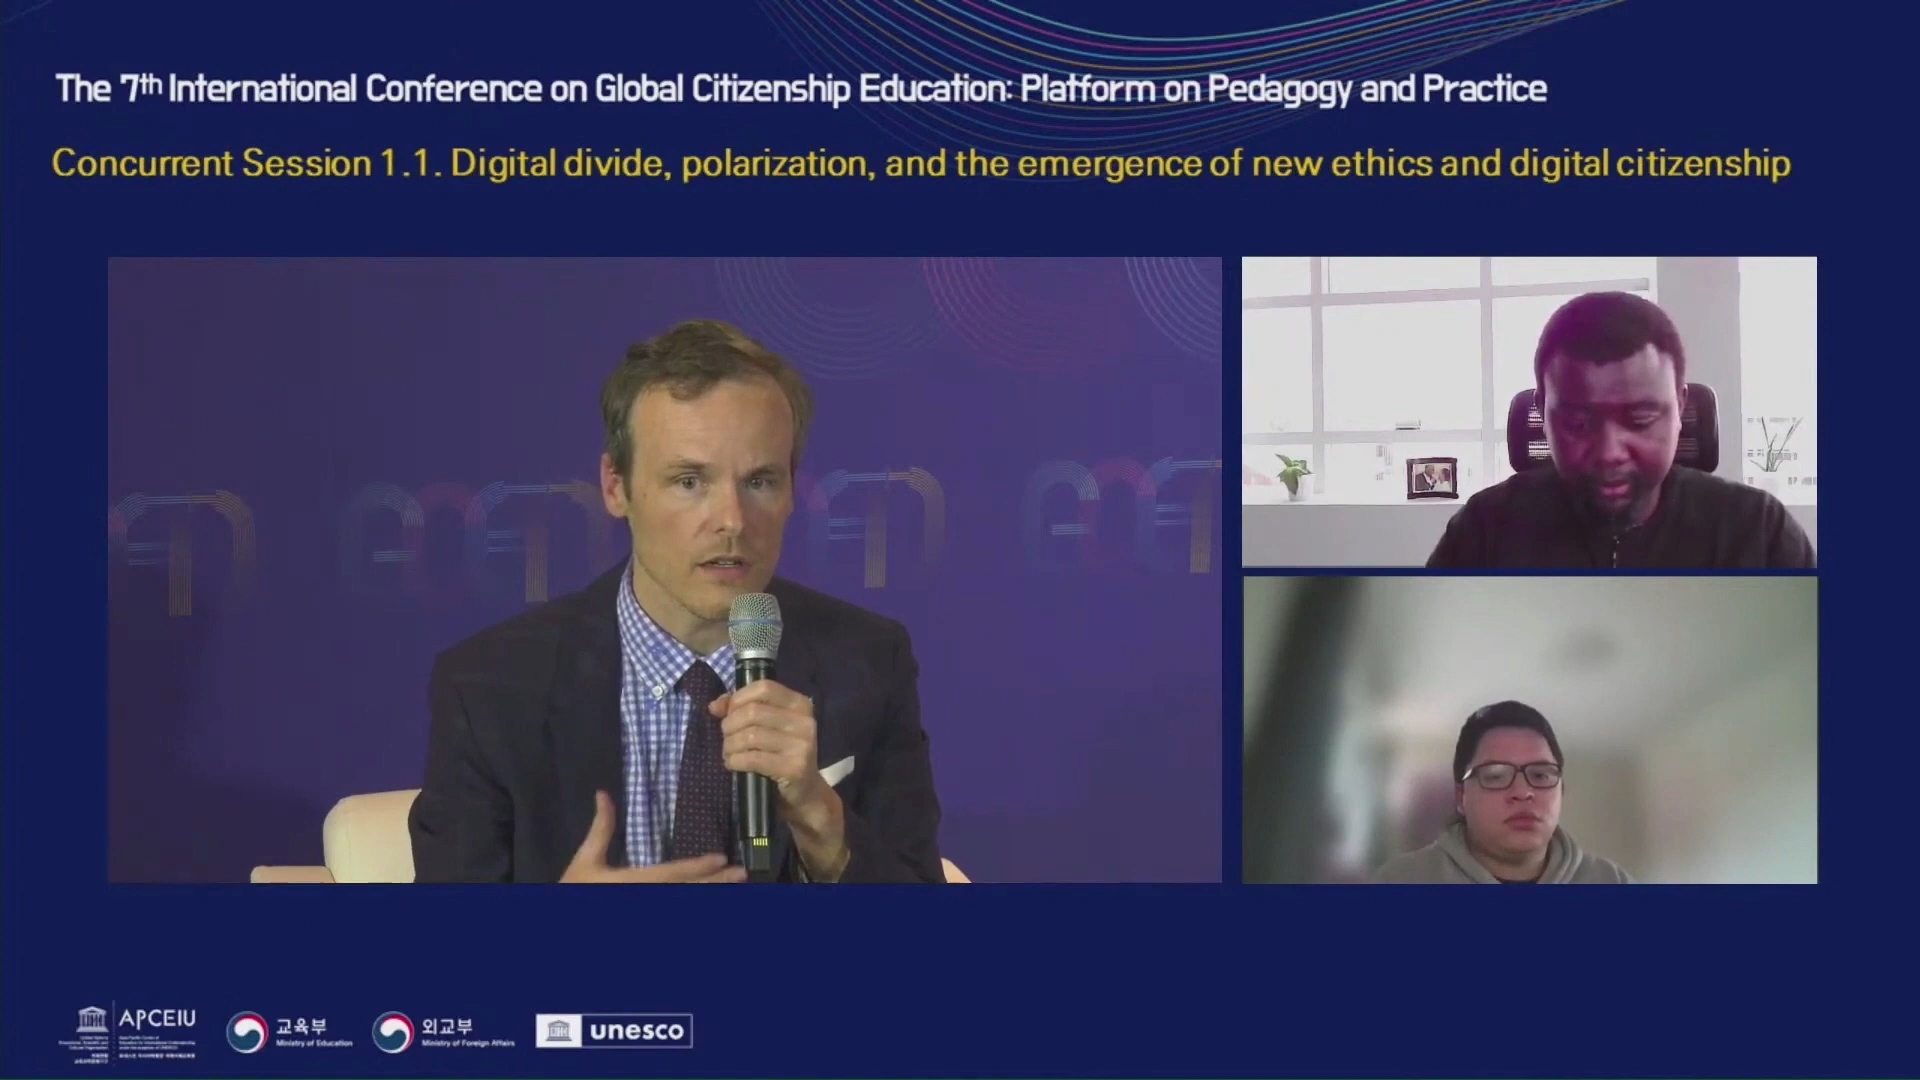 The 7th International Conference on Global Citizenship Education: Platform on Pedagogy and Practice
Concurrent Session 1.1. Digital divide, polarization, and the emergence of new ethics and digital citizenship
APCEIU
교육부
Ministry of Education
외교부
Ministry of Foreign Affairs
unesco